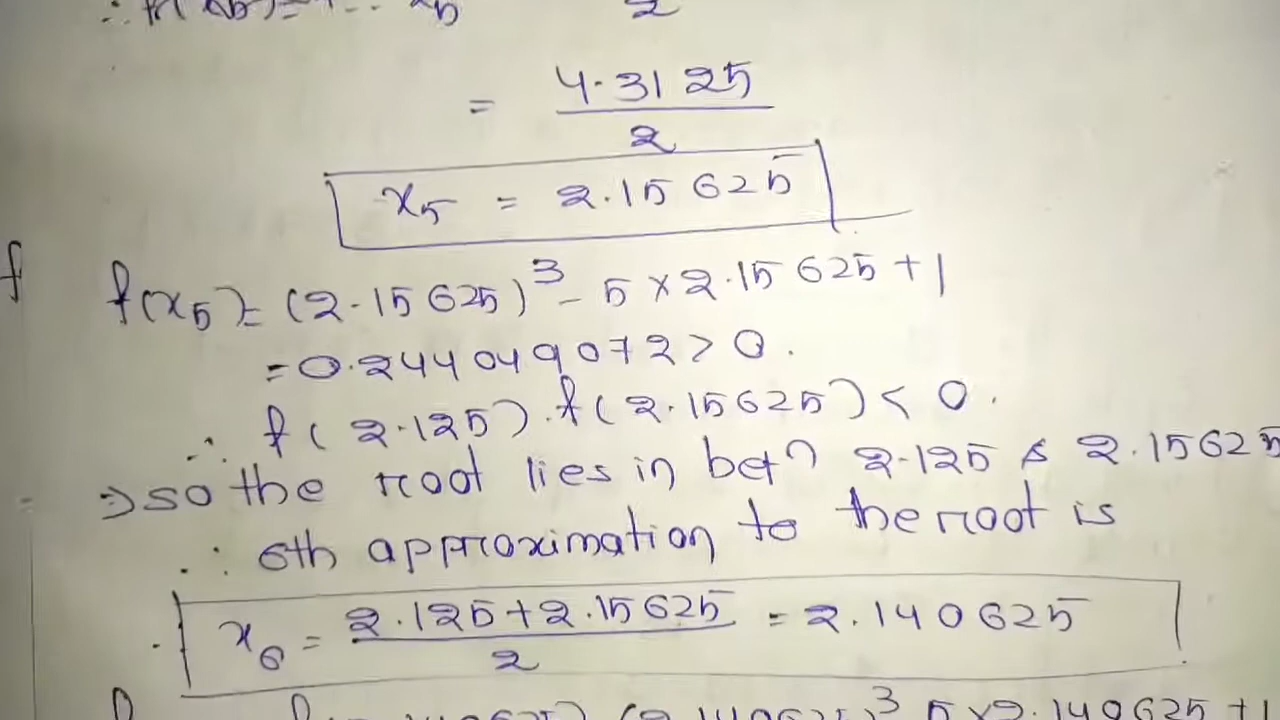 = 4.3125 / 2
x5 = 2.15625
f(x5) = (2.15625)³ - 5 × 2.15625 + 1
= 0.244049072 > 0.
∴ f(2.125).f(2.15625) < 0.
⇒ so the root lies in betn 2.125 & 2.15625
∴ 6th approximation to the root is
x6 = 2.125 + 2.15625 / 2 = 2.140625